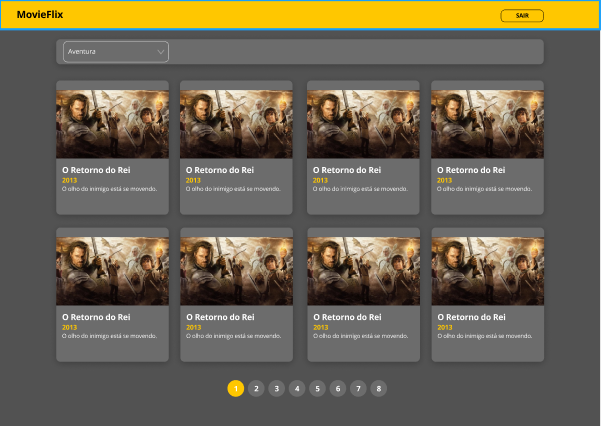 MovieFlix
SAIR
Aventura
O Retorno do Rei
2013
O olho do inimigo está se movendo.
O Retorno do Rei
2013
O olho do inimigo está se movendo.
O Retorno do Rei
2013
O olho do inimigo está se movendo.
O Retorno do Rei
2013
O olho do inimigo está se movendo.
O Retorno do Rei
2013
O olho do inimigo está se movendo.
O Retorno do Rei
2013
O olho do inimigo está se movendo.
O Retorno do Rei
2013
O olho do inimigo está se movendo.
O Retorno do Rei
2013
O olho do inimigo está se movendo.
1 2 3 4 5 6 7 8